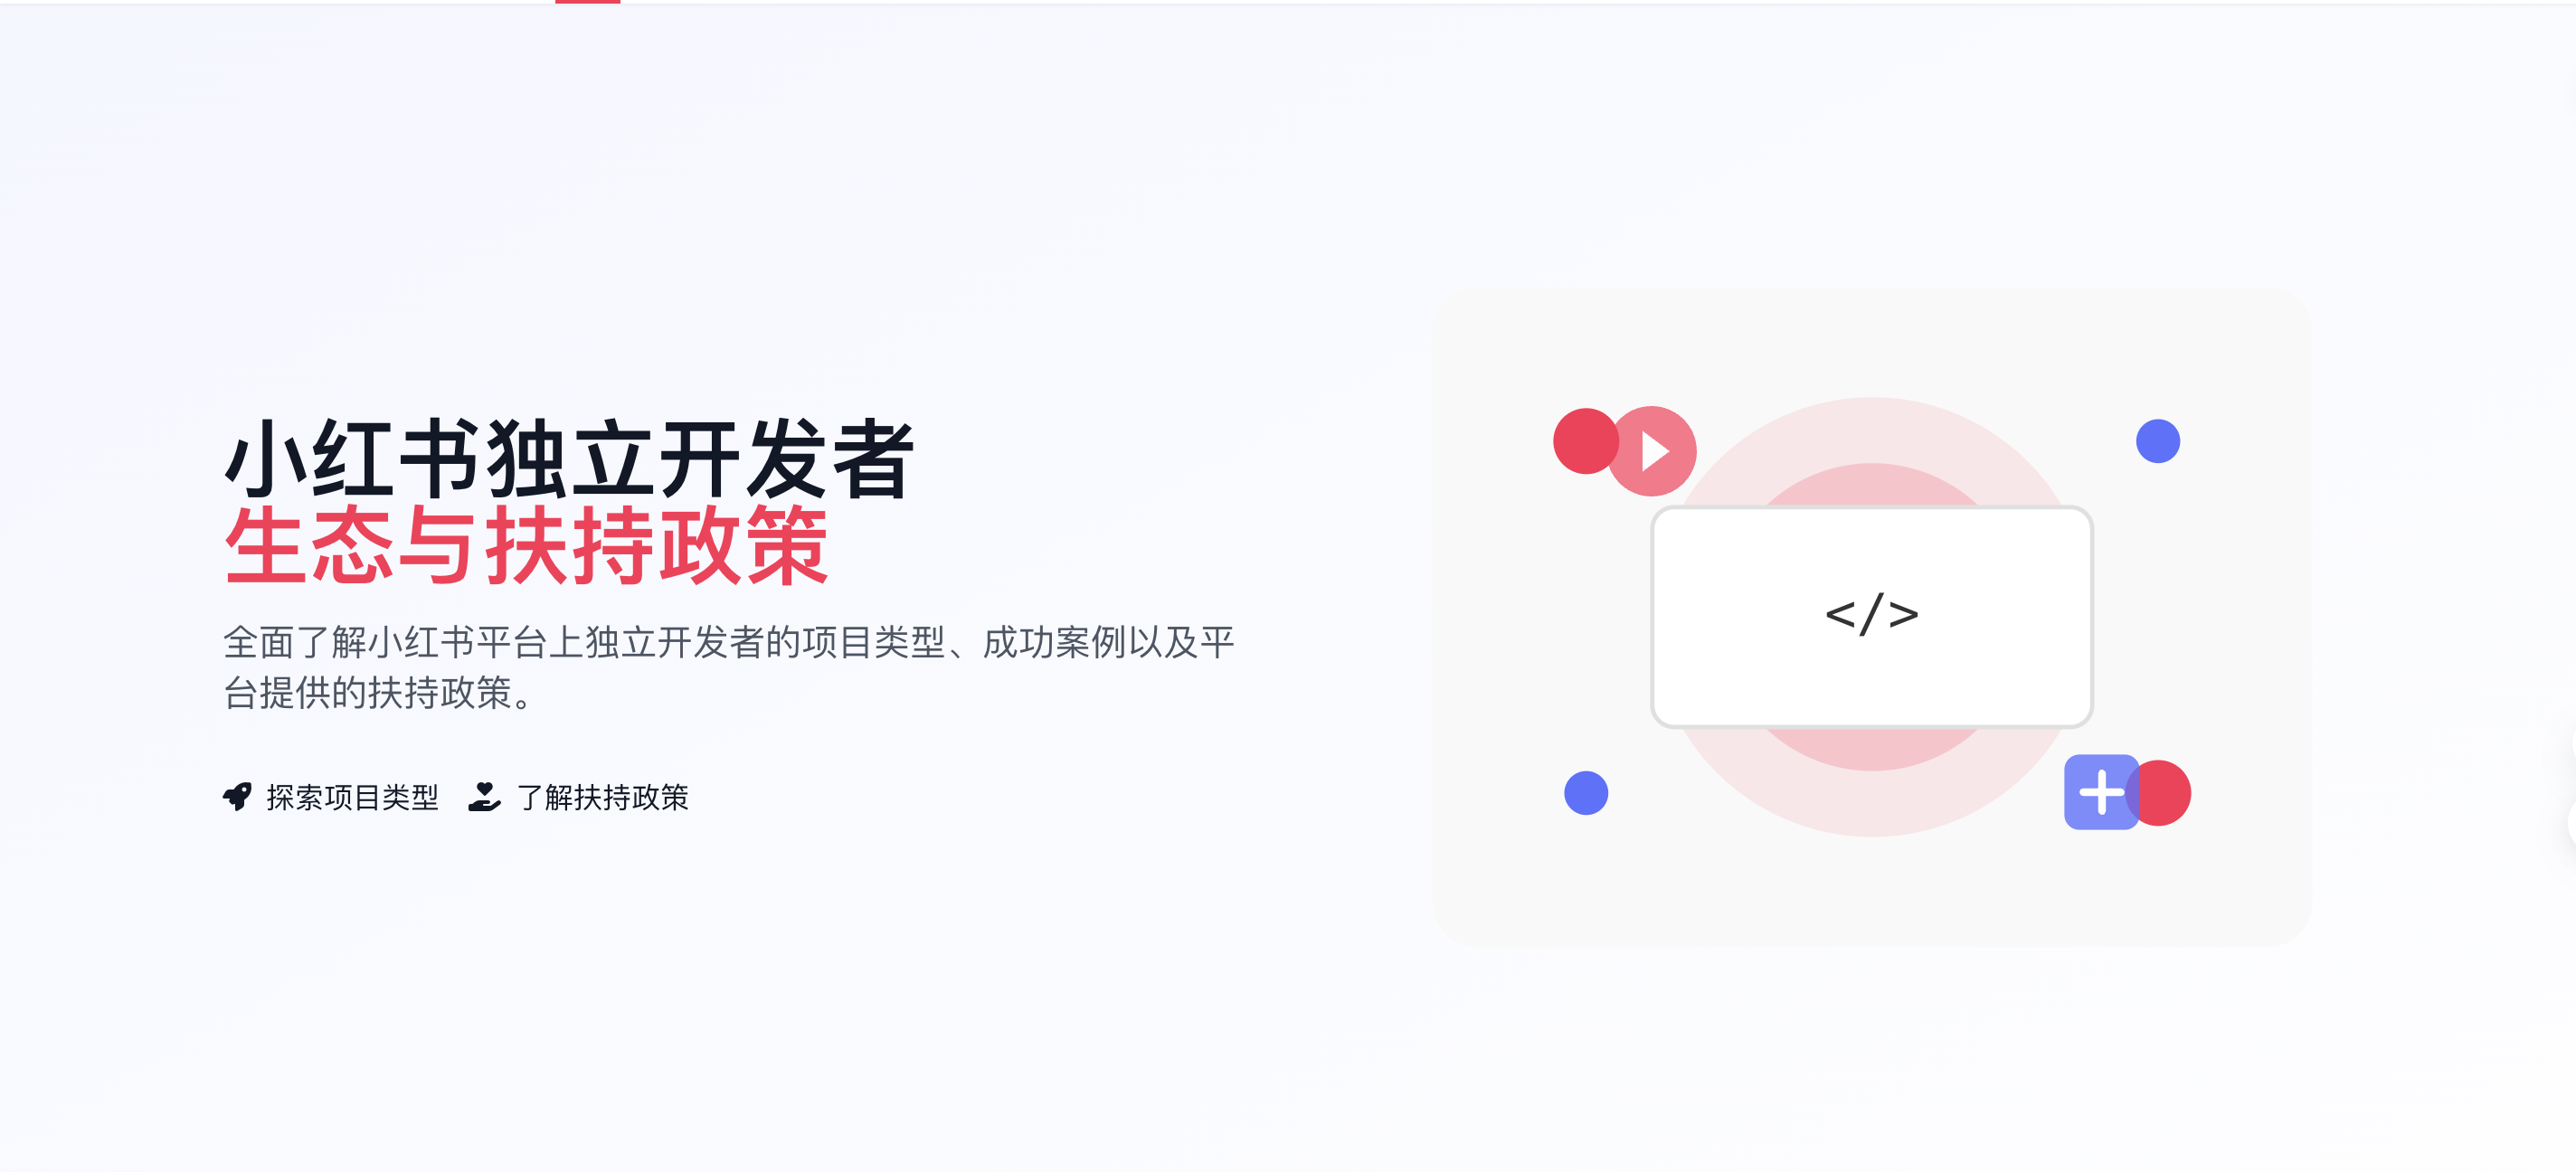 小红书独立开发者
生态与扶持政策
全面了解小红书平台上独立开发者的项目类型、成功案例以及平
台提供的扶持政策。
探索项目类型 了解扶持政策
</>